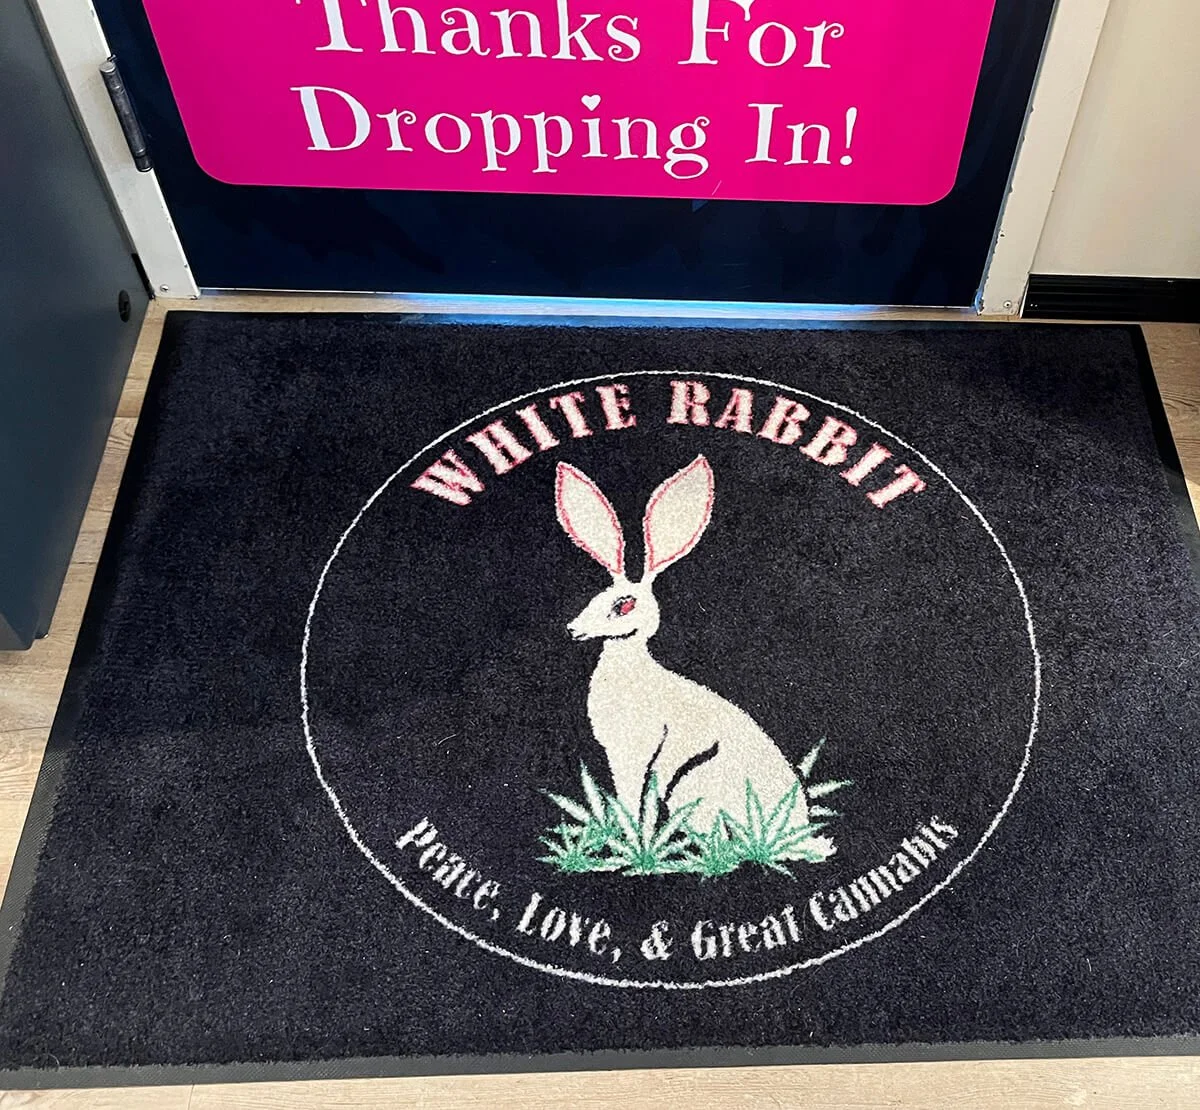 Thanks For
Dropping In!
WHITE RABBIT
Peace, Love, & Great Cannabis